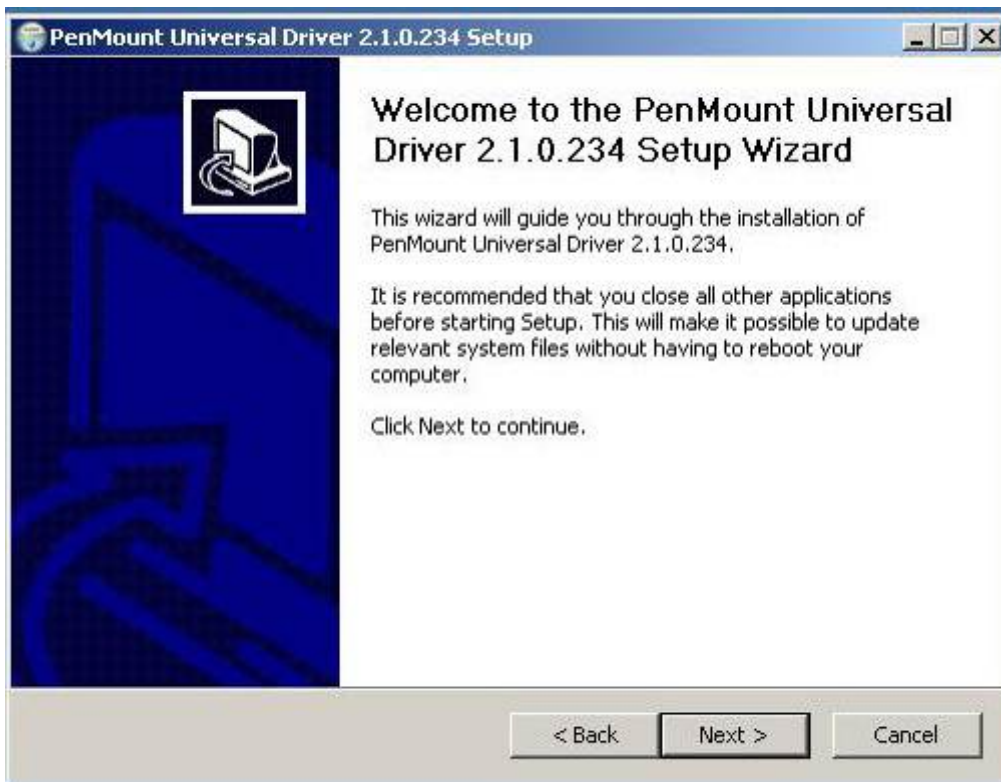 PenMount Universal Driver 2.1.0.234 Setup
Welcome to the PenMount Universal
Driver 2.1.0.234 Setup Wizard
This wizard will guide you through the installation of
PenMount Universal Driver 2.1.0.234.
It is recommended that you close all other applications
before starting Setup. This will make it possible to update
relevant system files without having to reboot your
computer.
Click Next to continue.
< Back
Next >
Cancel